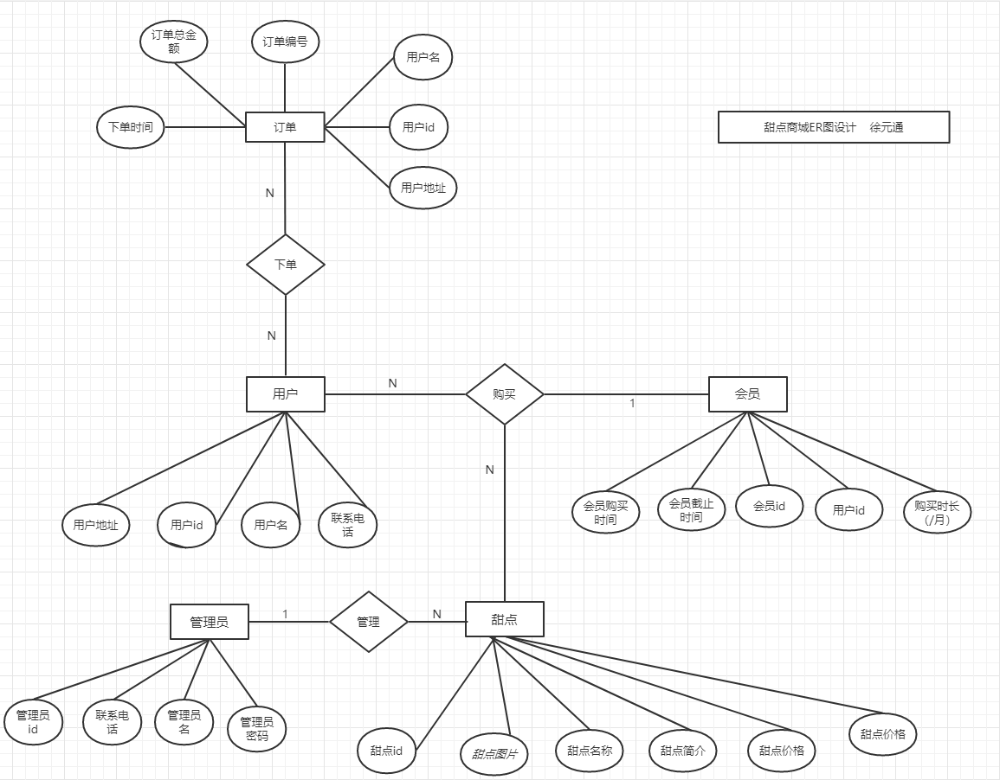 订单总金
额
订单编号
用户名
下单时间
订单
用户id
甜点商城ER图设计 徐元通
用户地址
N
下单
N
用户
N
购买
1
会员
N
用户地址
用户id
用户名
联系电
话
会员购买
时间
会员截止
时间
会员id
用户id
购买时长
（/月）
管理员
1
管理
N
甜点
管理员
id
联系电
话
管理员
名
管理员
密码
甜点id
甜点图片
甜点名称
甜点简介
甜点价格
甜点价格